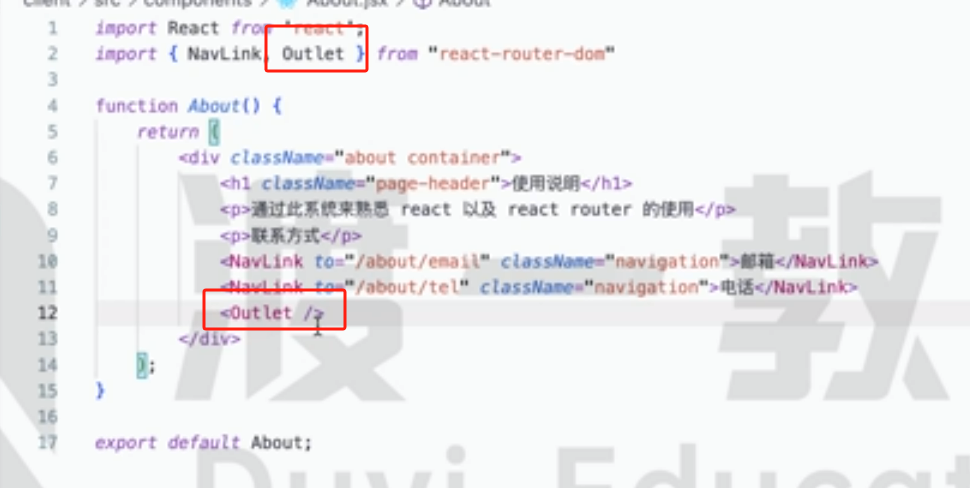 client / src / components / About.jsx / About
1 import React from 'react';
2 import { NavLink, Outlet } from "react-router-dom"
3
4 function About() {
5 return (
6 <div className="about container">
7 <h1 className="page-header">使用说明</h1>
8 <p>通过此系统来熟悉 react 以及 react router 的使用</p>
9 <p>联系方式</p>
10 <NavLink to="/about/email" className="navigation">邮箱</NavLink>
11 <NavLink to="/about/tel" className="navigation">电话</NavLink>
12 <Outlet />
13 </div>
14 );
15 }
16
17 export default About;
渡 教
Duyi Educat